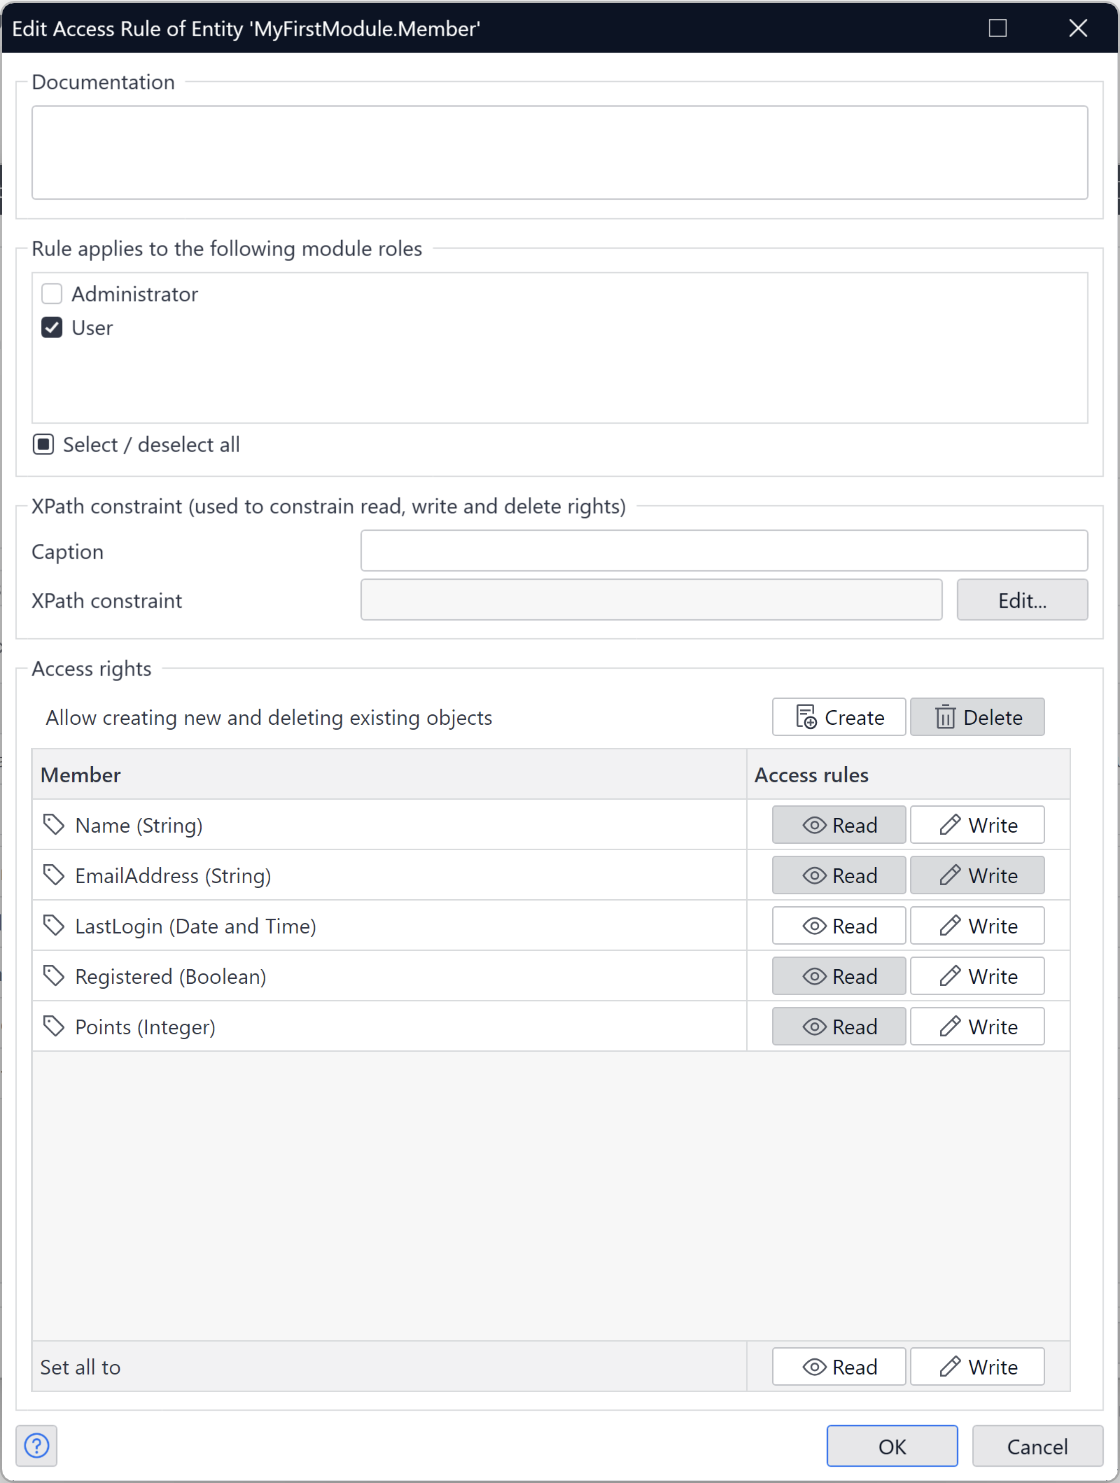 Edit Access Rule of Entity 'MyFirstModule.Member'
Documentation
Rule applies to the following module roles
Administrator
User
Select / deselect all
XPath constraint (used to constrain read, write and delete rights)
Caption
XPath constraint Edit...
Access rights
Allow creating new and deleting existing objects Create Delete
Member Access rules
Name (String) Read Write
EmailAddress (String) Read Write
LastLogin (Date and Time) Read Write
Registered (Boolean) Read Write
Points (Integer) Read Write
Set all to Read Write
? OK Cancel